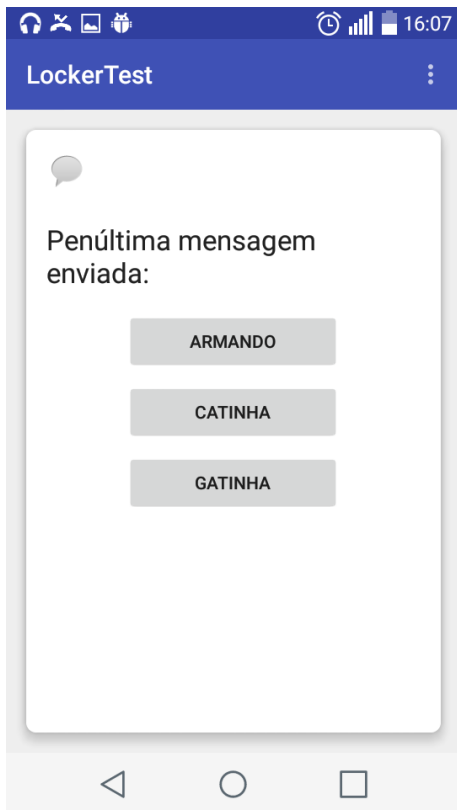 16:07
LockerTest
Penúltima mensagem
enviada:
ARMANDO
CATINHA
GATINHA